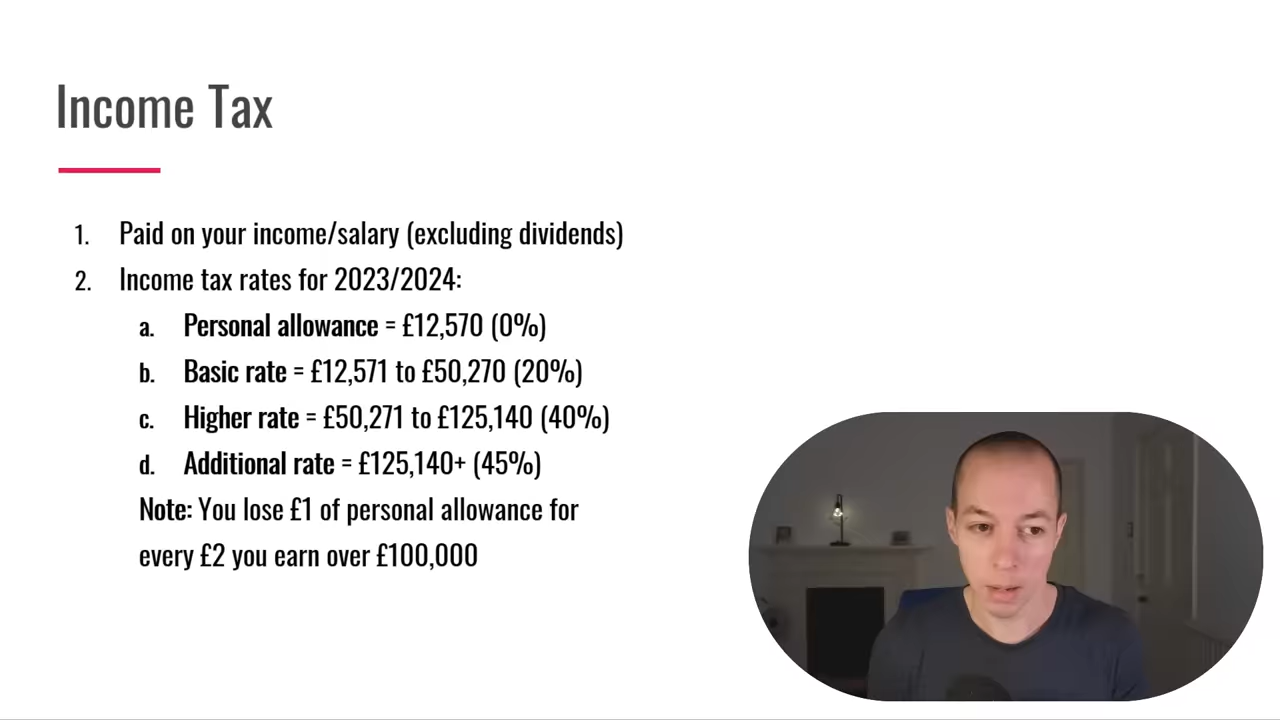 Income Tax
1. Paid on your income/salary (excluding dividends)
2. Income tax rates for 2023/2024:
a. Personal allowance = £12,570 (0%)
b. Basic rate = £12,571 to £50,270 (20%)
c. Higher rate = £50,271 to £125,140 (40%)
d. Additional rate = £125,140+ (45%)
Note: You lose £1 of personal allowance for
every £2 you earn over £100,000